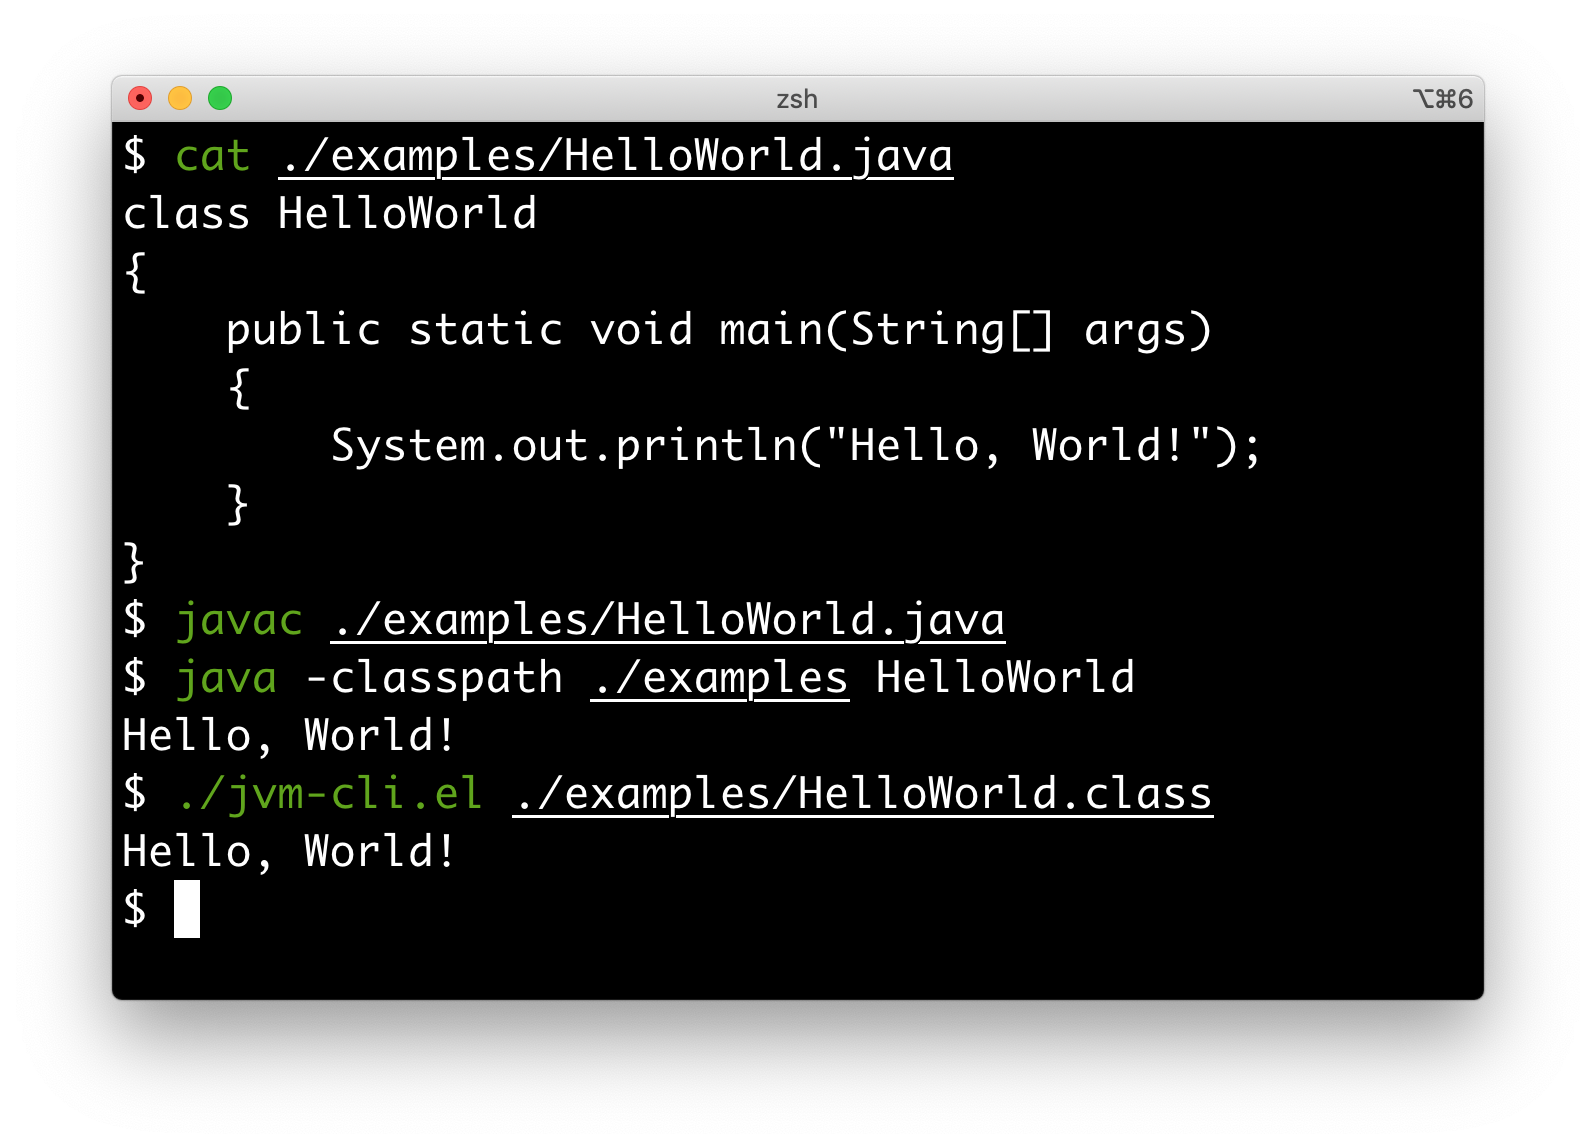 zsh
⌥⌘6
$ cat ./examples/HelloWorld.java
class HelloWorld
{
    public static void main(String[] args)
    {
        System.out.println("Hello, World!");
    }
}
$ javac ./examples/HelloWorld.java
$ java -classpath ./examples HelloWorld
Hello, World!
$ ./jvm-cli.el ./examples/HelloWorld.class
Hello, World!
$